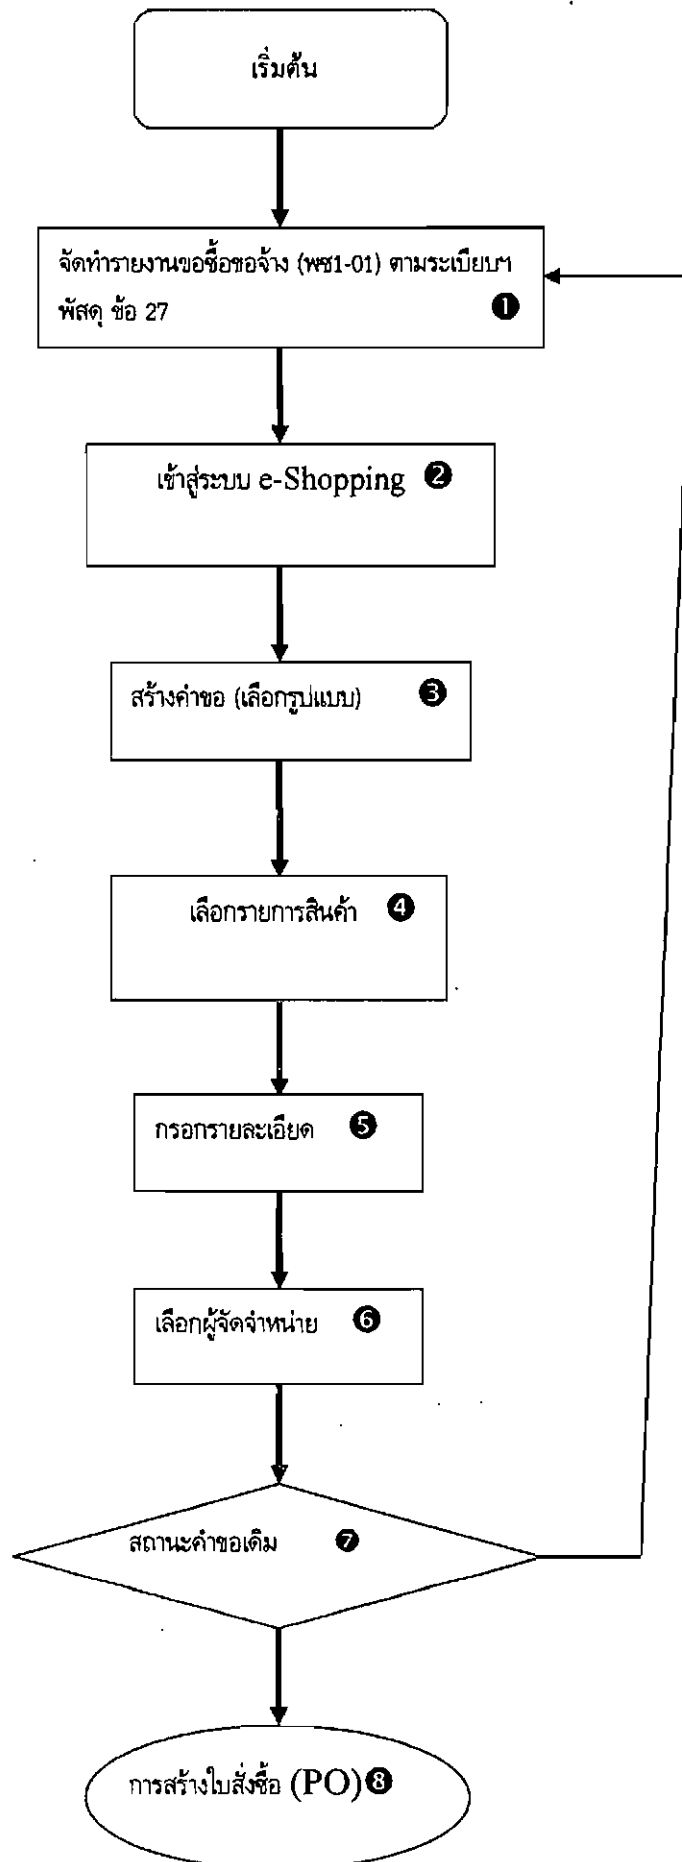 เริ่มต้น
จัดทำรายงานขอซื้อขอจ้าง (พช1-01) ตามระเบียบฯ
พัสดุ ข้อ 27 ❶
เข้าสู่ระบบ e-Shopping ❷
สร้างคำขอ (เลือกรูปแบบ) ❸
เลือกรายการสินค้า ❹
กรอกรายละเอียด ❺
เลือกผู้จัดจำหน่าย ❻
สถานะคำขอเดิม ❼
การสร้างใบสั่งซื้อ (PO) ❽